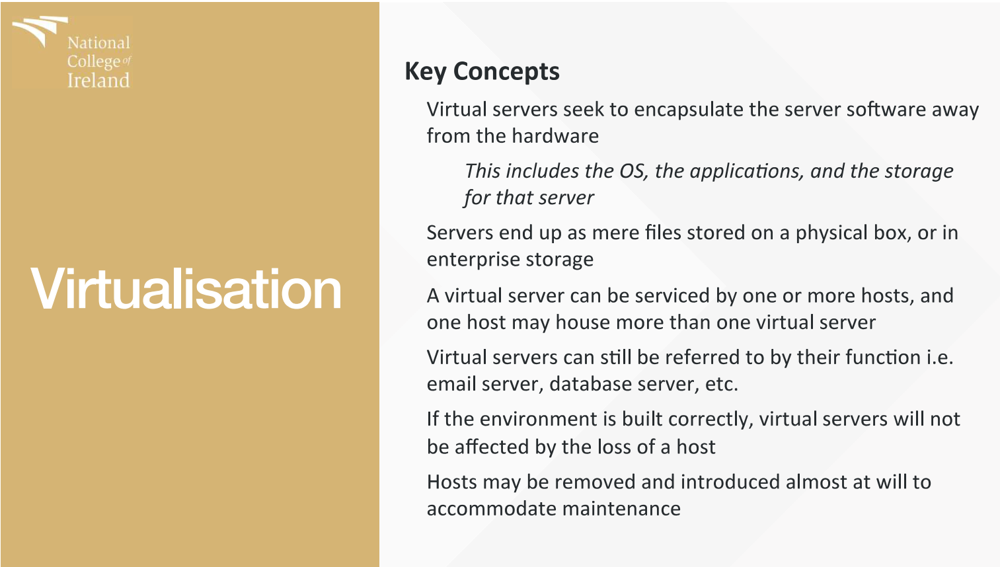 National
College of
Ireland
Virtualisation
Key Concepts
Virtual servers seek to encapsulate the server software away
from the hardware
This includes the OS, the applications, and the storage
for that server
Servers end up as mere files stored on a physical box, or in
enterprise storage
A virtual server can be serviced by one or more hosts, and
one host may house more than one virtual server
Virtual servers can still be referred to by their function i.e.
email server, database server, etc.
If the environment is built correctly, virtual servers will not
be affected by the loss of a host
Hosts may be removed and introduced almost at will to
accommodate maintenance